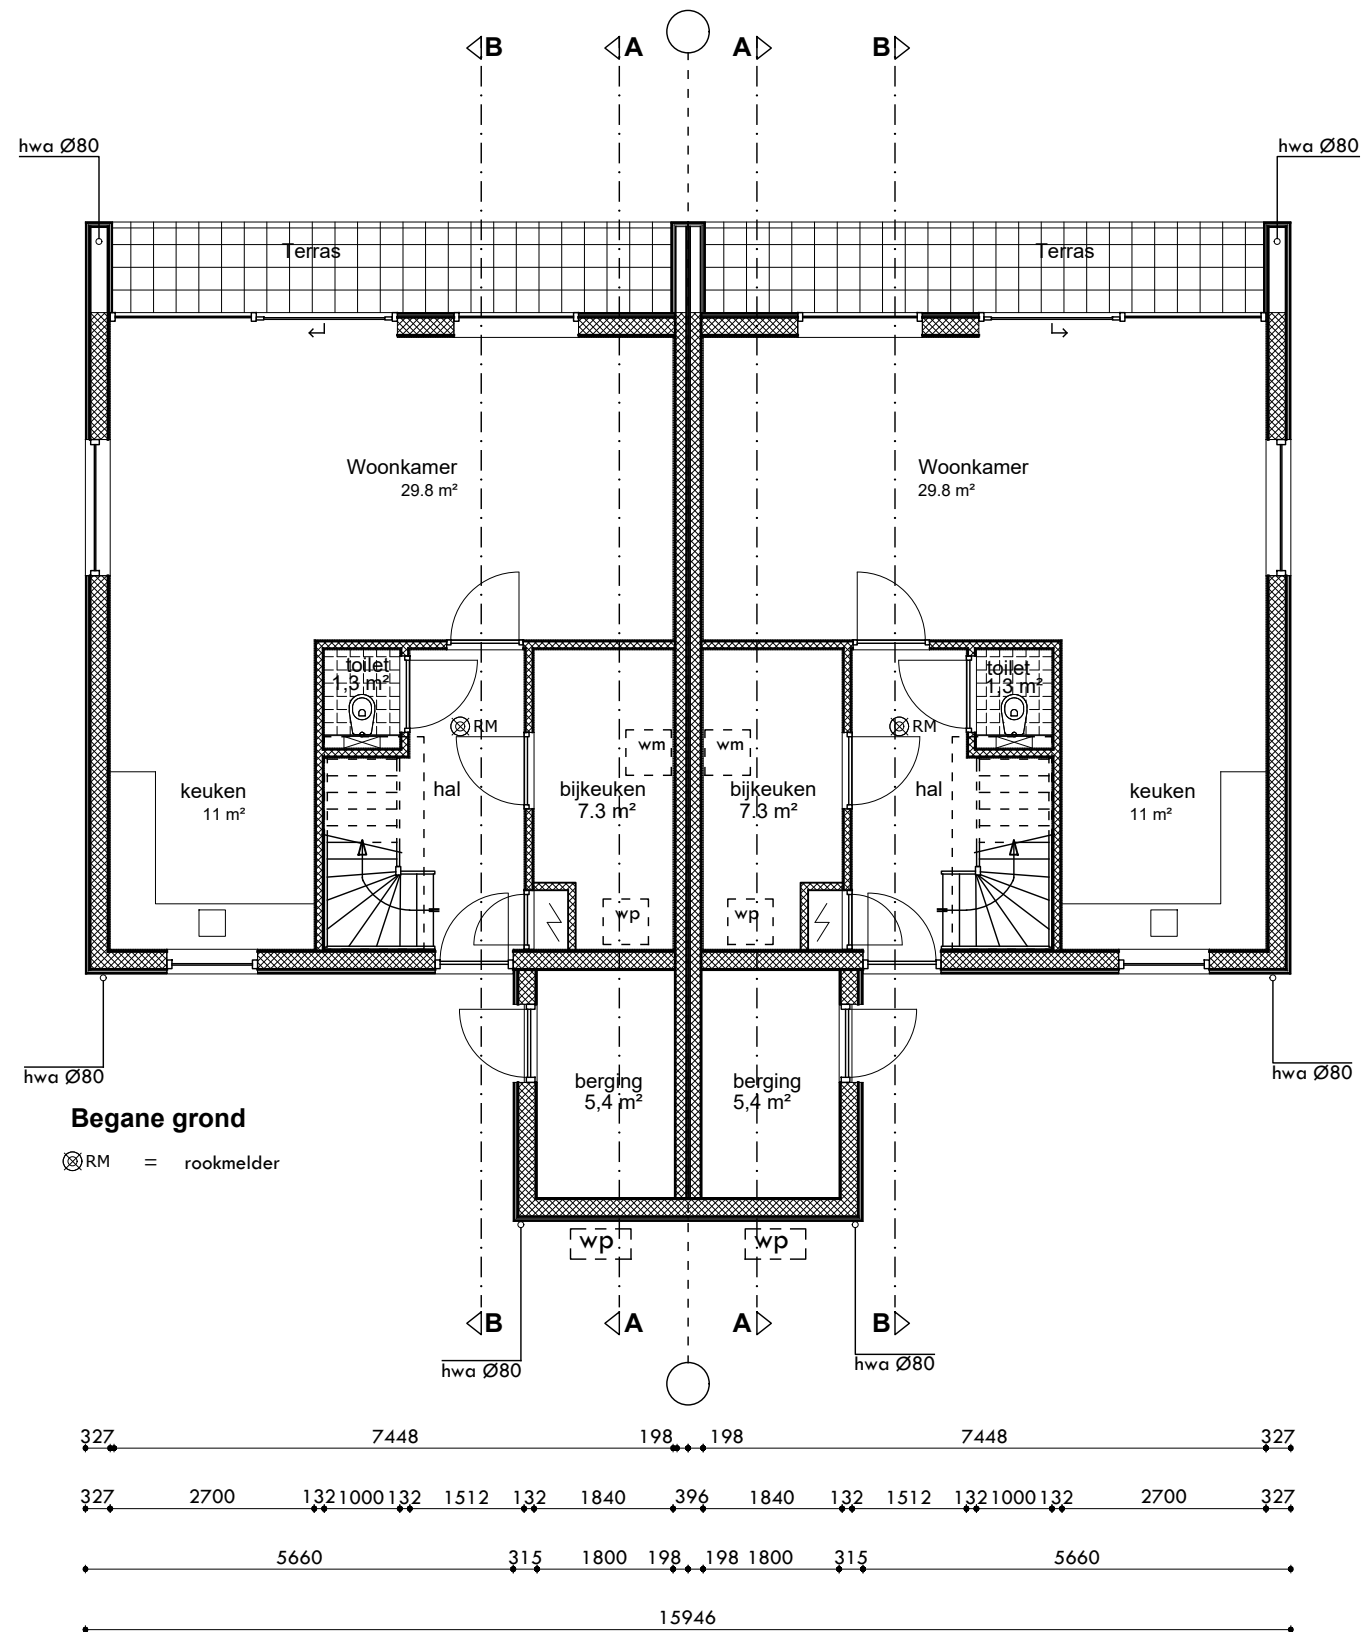 B A A B
hwa Ø80 hwa Ø80
Terras Terras
Woonkamer Woonkamer
29.8 m² 29.8 m²
toilet toilet
1,3 m² 1,3 m²
RM RM
wm wm
keuken hal bijkeuken bijkeuken hal keuken
11 m² 7.3 m² 7.3 m² 11 m²
wp wp
hwa Ø80 berging berging hwa Ø80
5,4 m² 5,4 m²
Begane grond
RM = rookmelder
wp wp
B A A B
hwa Ø80 hwa Ø80
327 7448 198 198 7448 327
327 2700 132 1000 132 1512 132 1840 396 1840 132 1512 132 1000 132 2700 327
5660 315 1800 198 198 1800 315 5660
15946